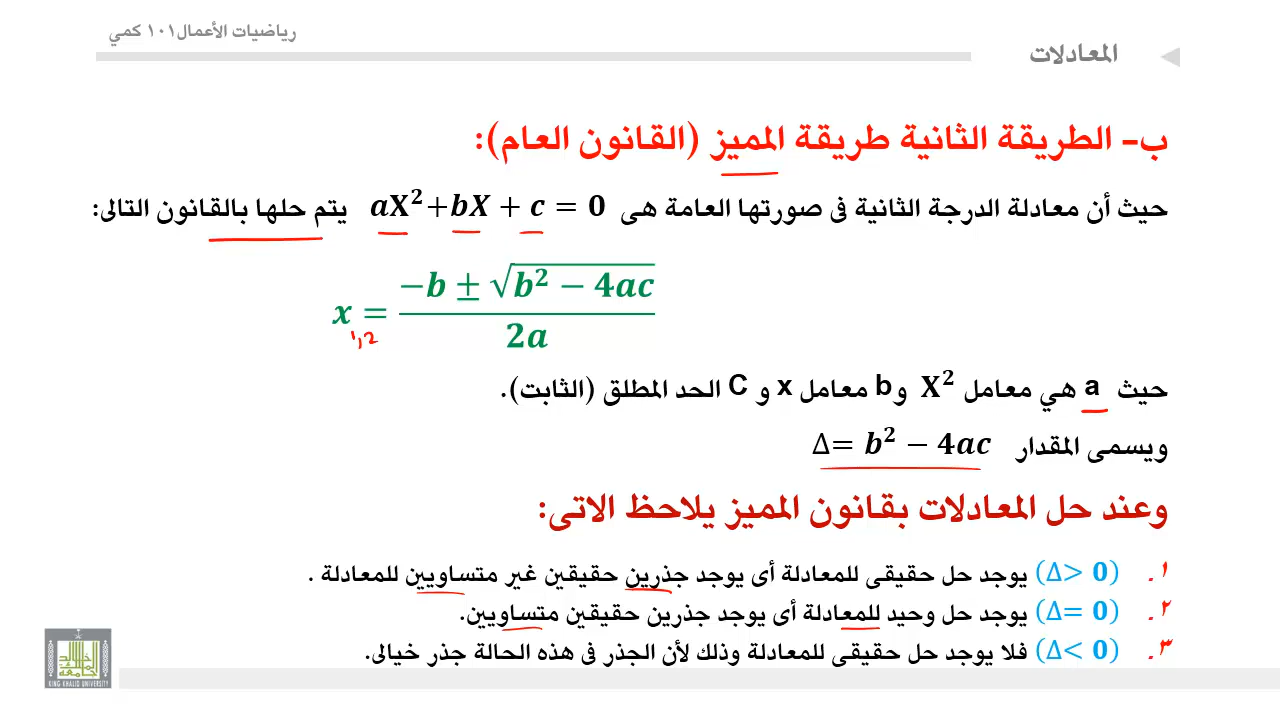 رياضيات الأعمال١٠١ كمي
المعادلات
ب- الطريقة الثانية طريقة المميز (القانون العام):
حيث أن معادلة الدرجة الثانية فى صورتها العامة هى aX²+bX + c = 0 يتم حلها بالقانون التالى:
x = (−b ± √(b² − 4ac)) / 2a
1,2
حيث a هي معامل X² وb معامل x و C الحد المطلق (الثابت).
ويسمى المقدار Δ= b² − 4ac
وعند حل المعادلات بقانون المميز يلاحظ الاتى:
١. (Δ> 0) يوجد حل حقيقى للمعادلة أى يوجد جذرين حقيقين غير متساويين للمعادلة .
٢. (Δ= 0) يوجد حل وحيد للمعادلة أى يوجد جذرين حقيقين متساويين.
٣. (Δ< 0) فلا يوجد حل حقيقى للمعادلة وذلك لأن الجذر فى هذه الحالة جذر خيالى.
KING KHALID UNIVERSITY